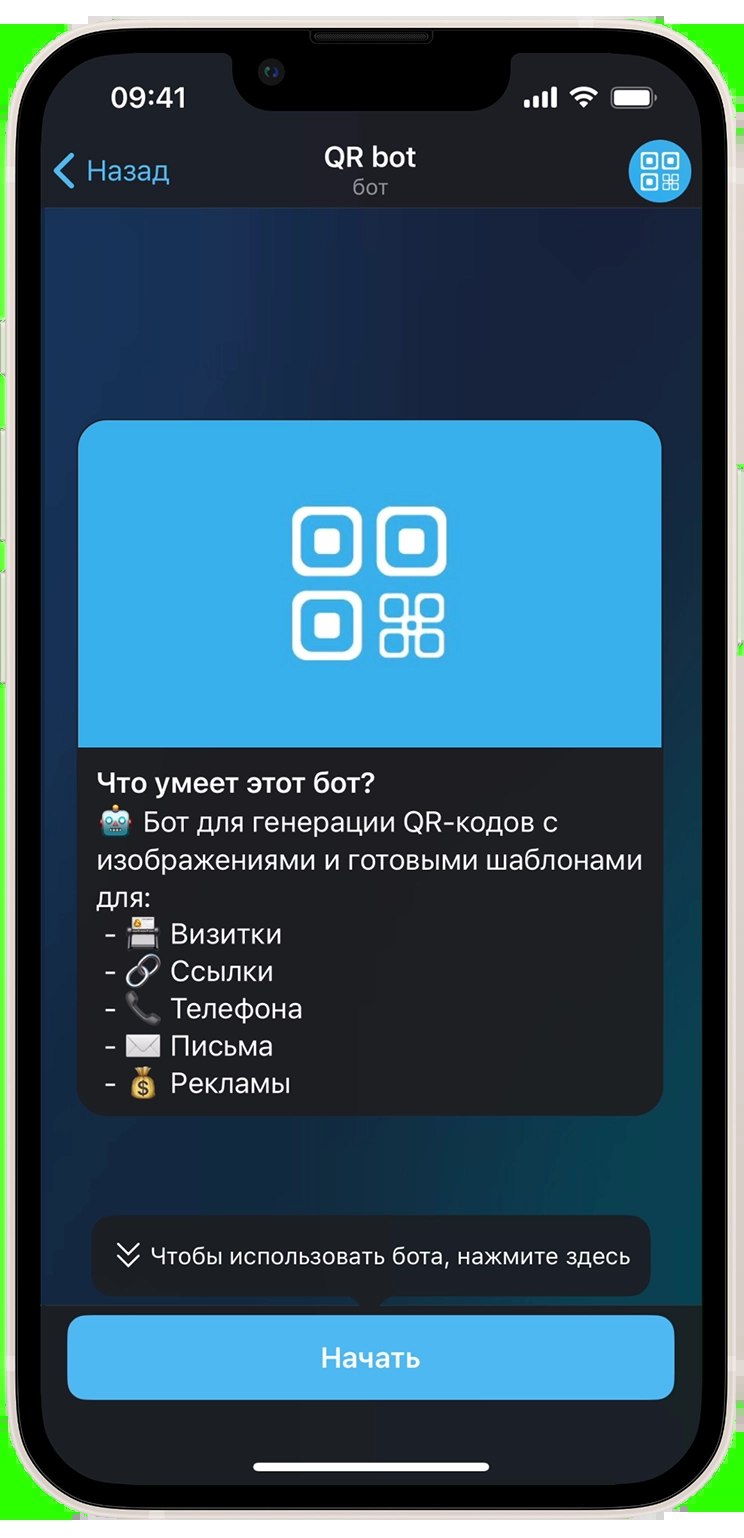 09:41
Назад
QR bot
бот
Что умеет этот бот?
🤖 Бот для генерации QR-кодов с
изображениями и готовыми шаблонами
для:
- 📇 Визитки
- 🔗 Ссылки
- 📞 Телефона
- ✉️ Письма
- 💰 Рекламы
Чтобы использовать бота, нажмите здесь
Начать